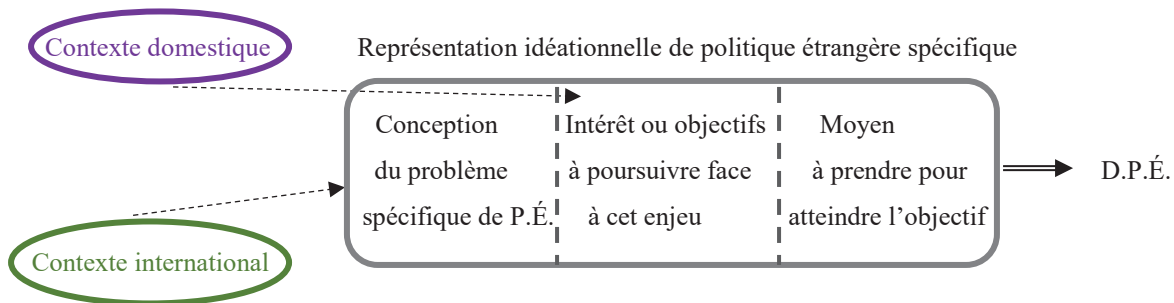 Contexte domestique
Représentation idéationnelle de politique étrangère spécifique
Conception
du problème
spécifique de P.É.
Intérêt ou objectifs
à poursuivre face
à cet enjeu
Moyen
à prendre pour
atteindre l’objectif
D.P.É.
Contexte international